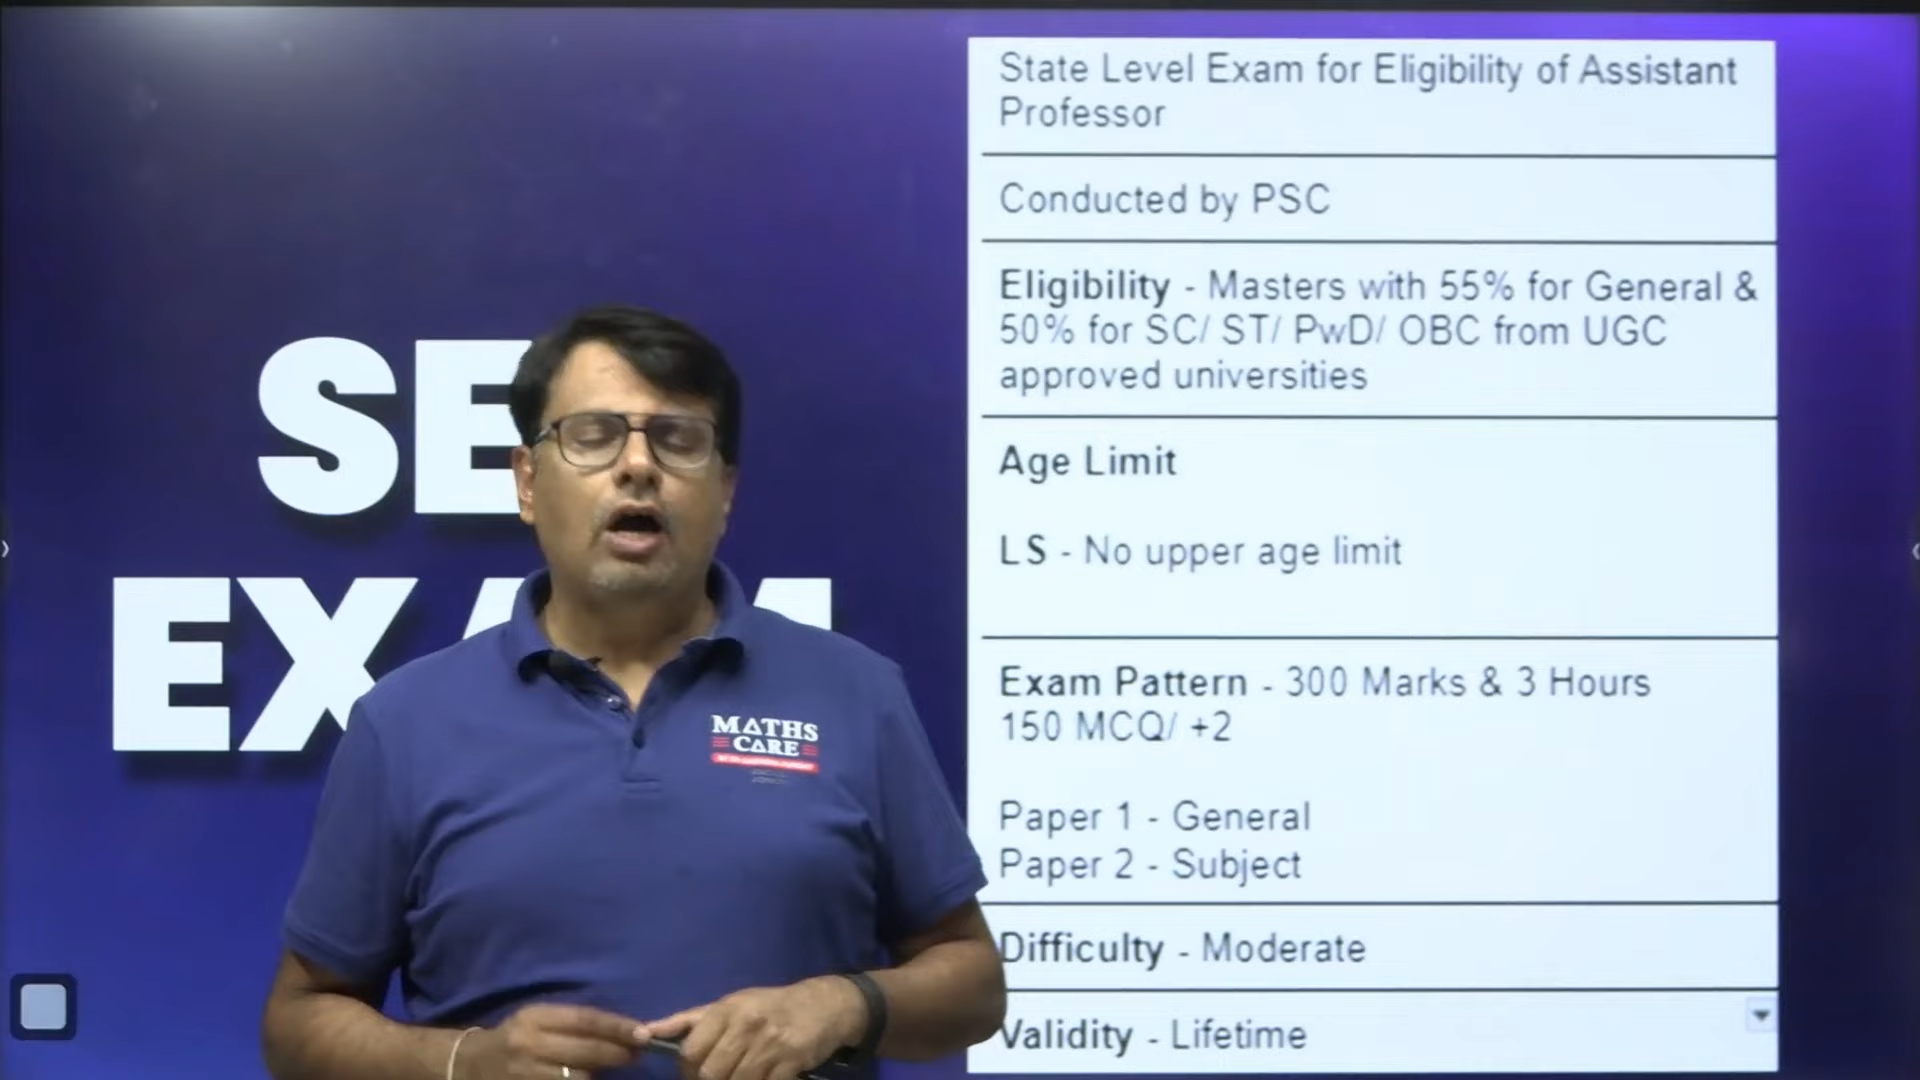 SE
EXAM
State Level Exam for Eligibility of Assistant
Professor
Conducted by PSC
Eligibility - Masters with 55% for General &
50% for SC/ ST/ PwD/ OBC from UGC
approved universities
Age Limit
LS - No upper age limit
Exam Pattern - 300 Marks & 3 Hours
150 MCQ/ +2
Paper 1 - General
Paper 2 - Subject
Difficulty - Moderate
Validity - Lifetime
MATHS
CARE